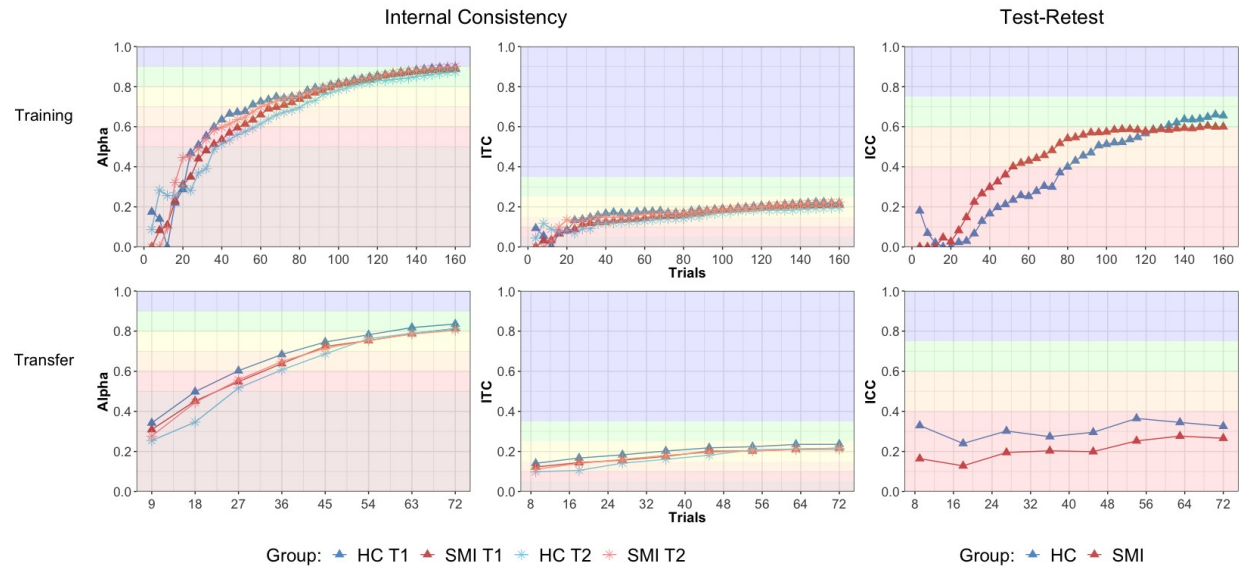 Internal Consistency Test-Retest
Training
Alpha
1.0
0.8
0.6
0.4
0.2
0.0
0 20 40 60 80 100 120 140 160
ITC
1.0
0.8
0.6
0.4
0.2
0.0
0 20 40 60 80 100 120 140 160
Trials
ICC
1.0
0.8
0.6
0.4
0.2
0.0
0 20 40 60 80 100 120 140 160
Transfer
Alpha
1.0
0.8
0.6
0.4
0.2
0.0
9 18 27 36 45 54 63 72
ITC
1.0
0.8
0.6
0.4
0.2
0.0
8 16 24 32 40 48 56 64 72
Trials
ICC
1.0
0.8
0.6
0.4
0.2
0.0
8 16 24 32 40 48 56 64 72
Group: HC T1 SMI T1 HC T2 SMI T2
Group: HC SMI